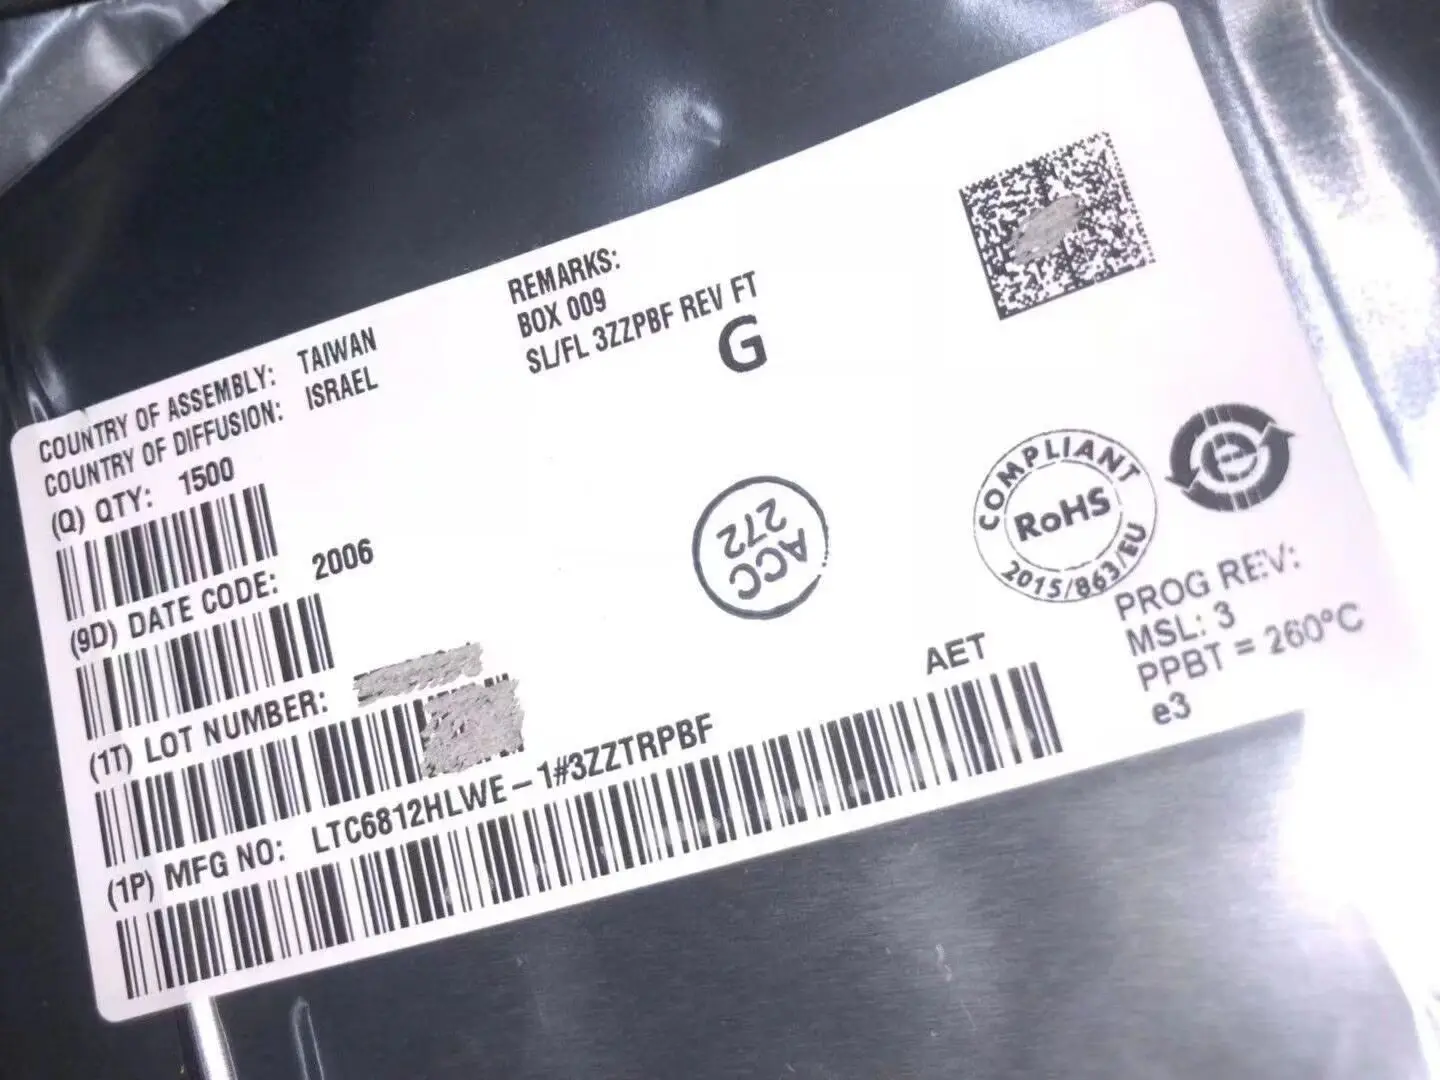 COUNTRY OF ASSEMBLY: TAIWAN
COUNTRY OF DIFFUSION: ISRAEL
(Q) QTY: 1500
(9D) DATE CODE: 2006
(1T) LOT NUMBER:
(1P) MFG NO: LTC6812HLWE-1#3ZZTRPBF
REMARKS:
BOX 009
SL/FL 3ZZPBF REV FT
G
ACC
272
COMPLIANT
RoHS
2015/863/EU
e
AET
PROG REV:
MSL: 3
PPBT = 260°C
e3